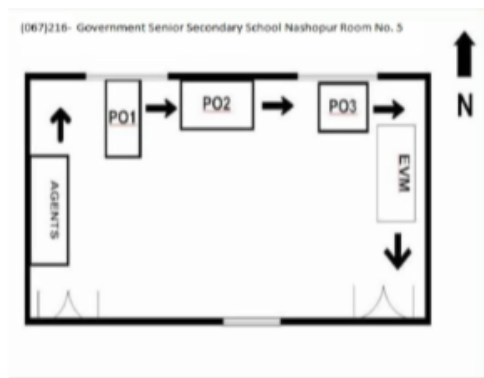 (067)216- Government Senior Secondary School Nashopur Room No. 5
N
PO1
PO2
PO3
EVM
AGENTS